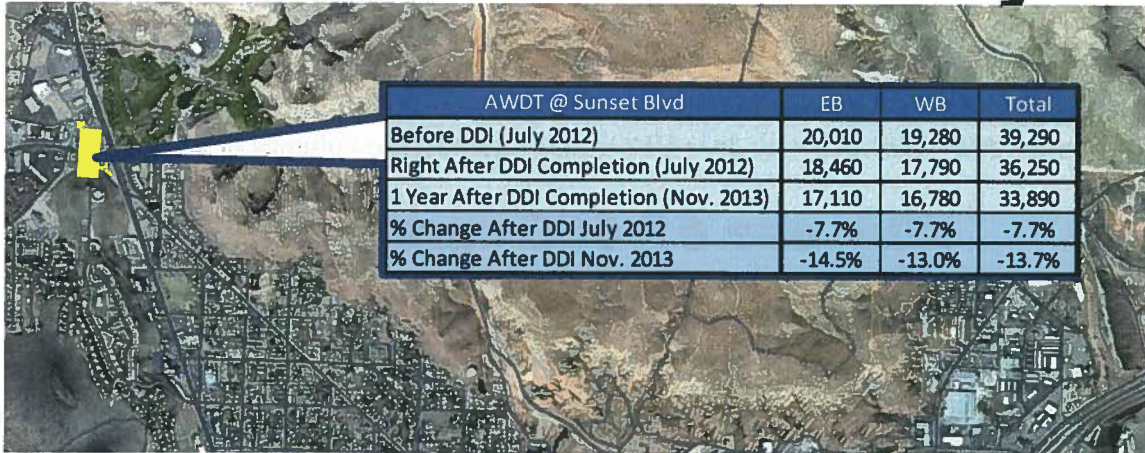 AWDT @ Sunset Blvd EB WB Total
Before DDI (July 2012) 20,010 19,280 39,290
Right After DDI Completion (July 2012) 18,460 17,790 36,250
1 Year After DDI Completion (Nov. 2013) 17,110 16,780 33,890
% Change After DDI July 2012 -7.7% -7.7% -7.7%
% Change After DDI Nov. 2013 -14.5% -13.0% -13.7%